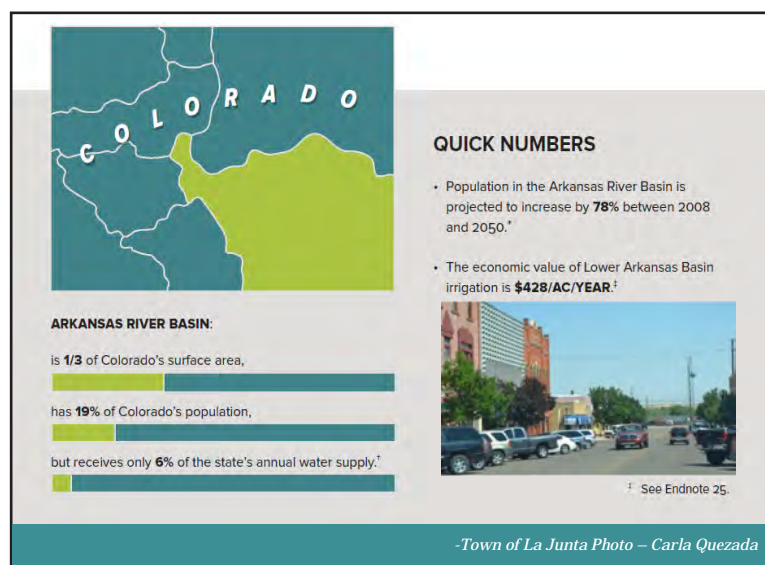 COLORADO
ARKANSAS RIVER BASIN:
is 1/3 of Colorado's surface area,
has 19% of Colorado's population,
but receives only 6% of the state's annual water supply.†
QUICK NUMBERS
• Population in the Arkansas River Basin is
projected to increase by 78% between 2008
and 2050.*
• The economic value of Lower Arkansas Basin
irrigation is $428/AC/YEAR.‡
‡ See Endnote 25.
-Town of La Junta Photo – Carla Quezada